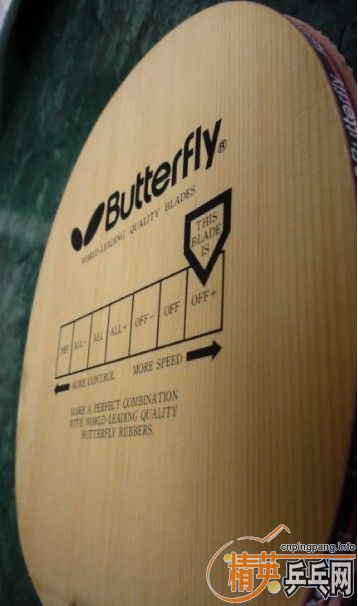 Butterfly®
WORLD-LEADING QUALITY BLADES
THIS
BLADE
IS
DEF ALL- ALL ALL+ OFF- OFF OFF+
MORE CONTROL MORE SPEED
MAKE A PERFECT COMBINATION
WITH WORLD-LEADING QUALITY
BUTTERFLY RUBBERS.
cnpingpang.info
精英乒乓网